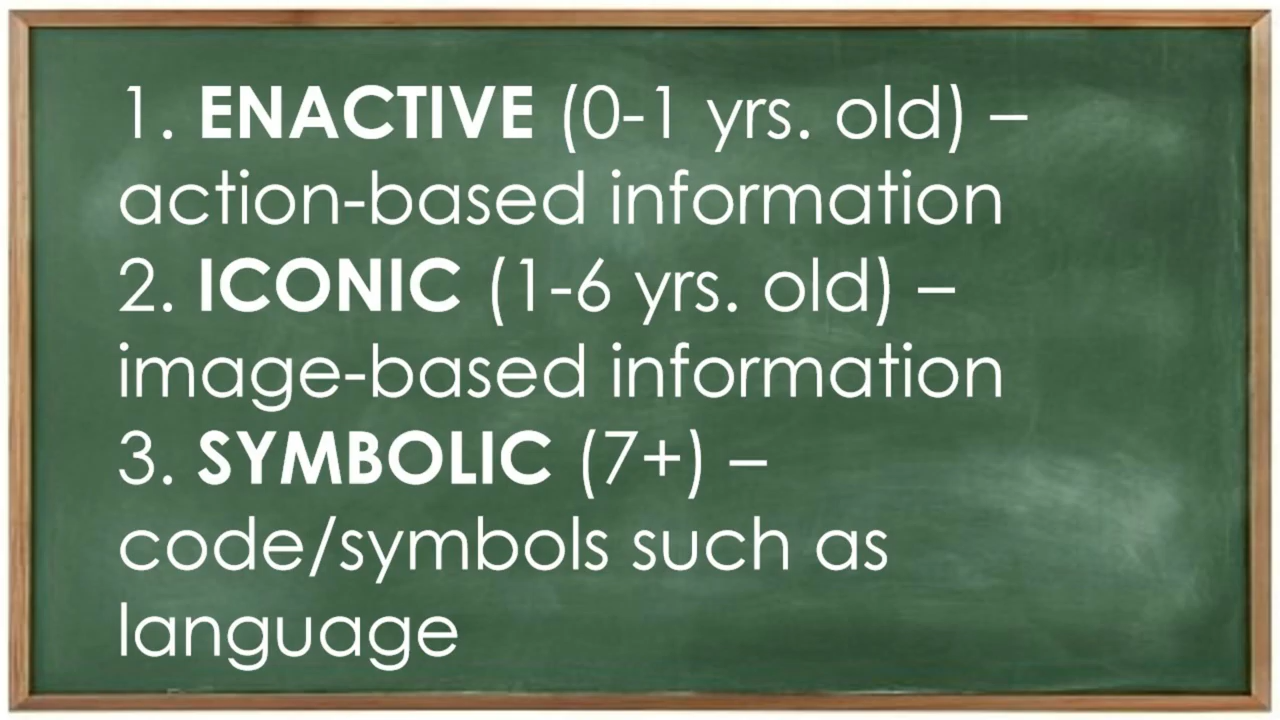 1. ENACTIVE (0-1 yrs. old) –
action-based information
2. ICONIC (1-6 yrs. old) –
image-based information
3. SYMBOLIC (7+) –
code/symbols such as
language